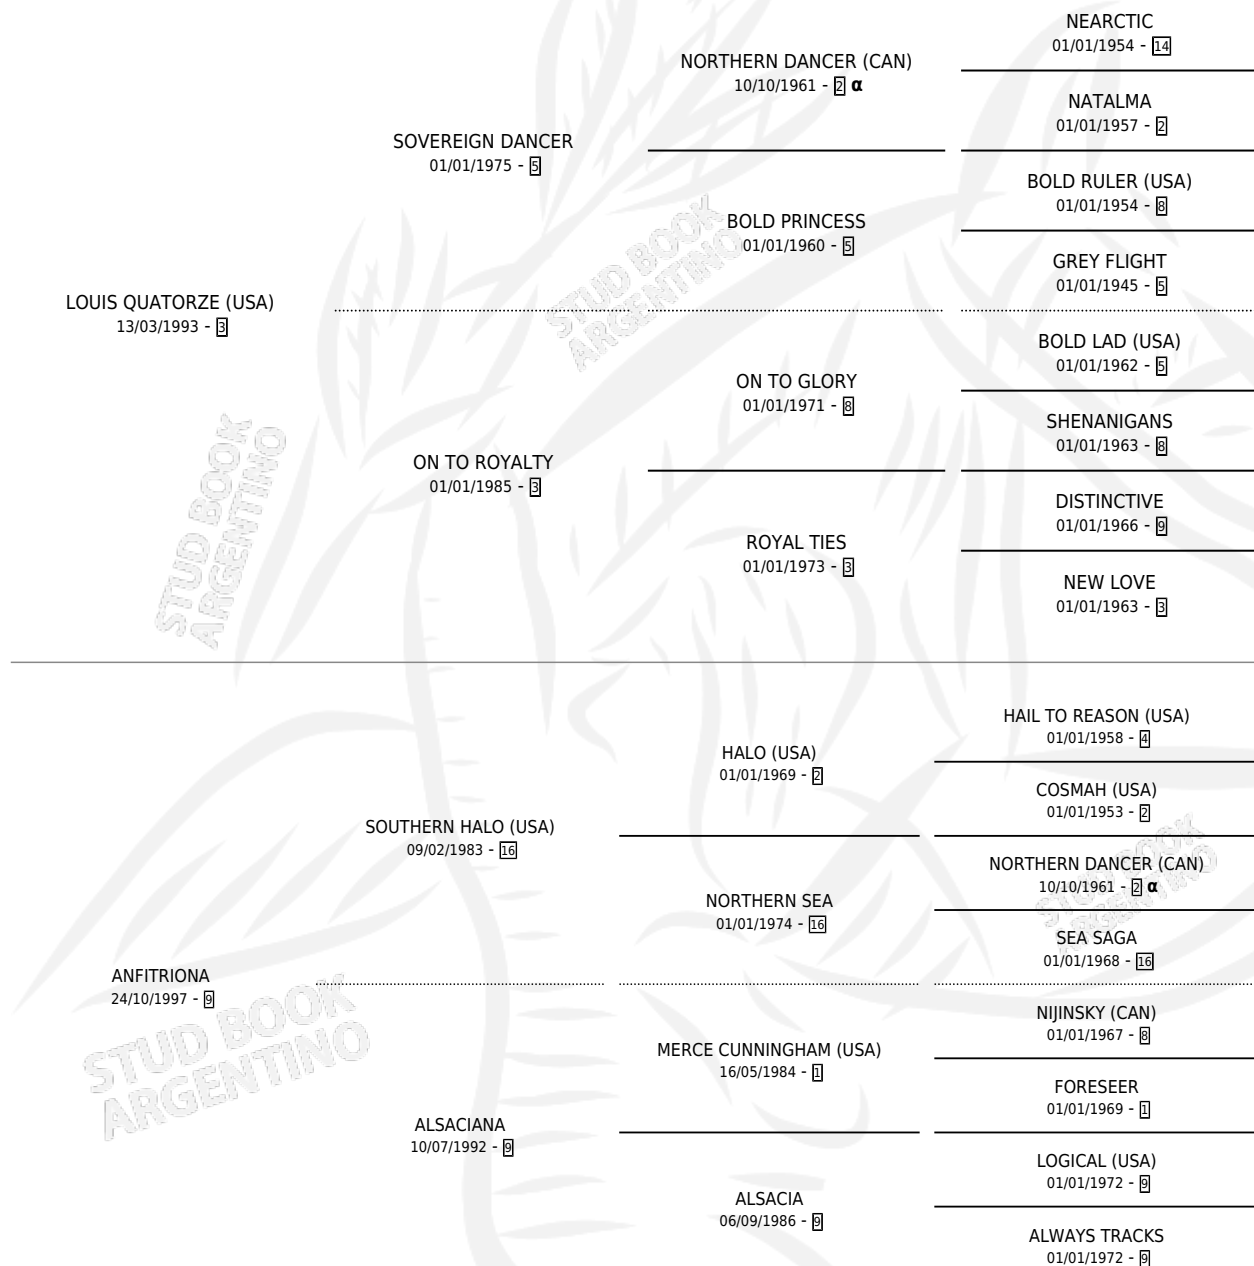 NEARCTIC
01/01/1954 - 14
NORTHERN DANCER (CAN)
10/10/1961 - 2 α
NATALMA
01/01/1957 - 2
SOVEREIGN DANCER
01/01/1975 - 5
BOLD RULER (USA)
01/01/1954 - 8
BOLD PRINCESS
01/01/1960 - 5
GREY FLIGHT
01/01/1945 - 5
LOUIS QUATORZE (USA)
13/03/1993 - 3
BOLD LAD (USA)
01/01/1962 - 5
ON TO GLORY
01/01/1971 - 8
SHENANIGANS
01/01/1963 - 8
ON TO ROYALTY
01/01/1985 - 3
DISTINCTIVE
01/01/1966 - 9
ROYAL TIES
01/01/1973 - 3
NEW LOVE
01/01/1963 - 3
HAIL TO REASON (USA)
01/01/1958 - 4
HALO (USA)
01/01/1969 - 2
COSMAH (USA)
01/01/1953 - 2
SOUTHERN HALO (USA)
09/02/1983 - 16
NORTHERN DANCER (CAN)
10/10/1961 - 2 α
NORTHERN SEA
01/01/1974 - 16
SEA SAGA
01/01/1968 - 16
ANFITRIONA
24/10/1997 - 9
NIJINSKY (CAN)
01/01/1967 - 8
MERCE CUNNINGHAM (USA)
16/05/1984 - 1
FORESEER
01/01/1969 - 1
ALSACIANA
10/07/1992 - 9
LOGICAL (USA)
01/01/1972 - 9
ALSACIA
06/09/1986 - 9
ALWAYS TRACKS
01/01/1972 - 9
STUD BOOK
ARGENTINO
STUD BOOK
ARGENTINO
STUD BOOK
ARGENTINO
STUD BOOK
ARGENTINO